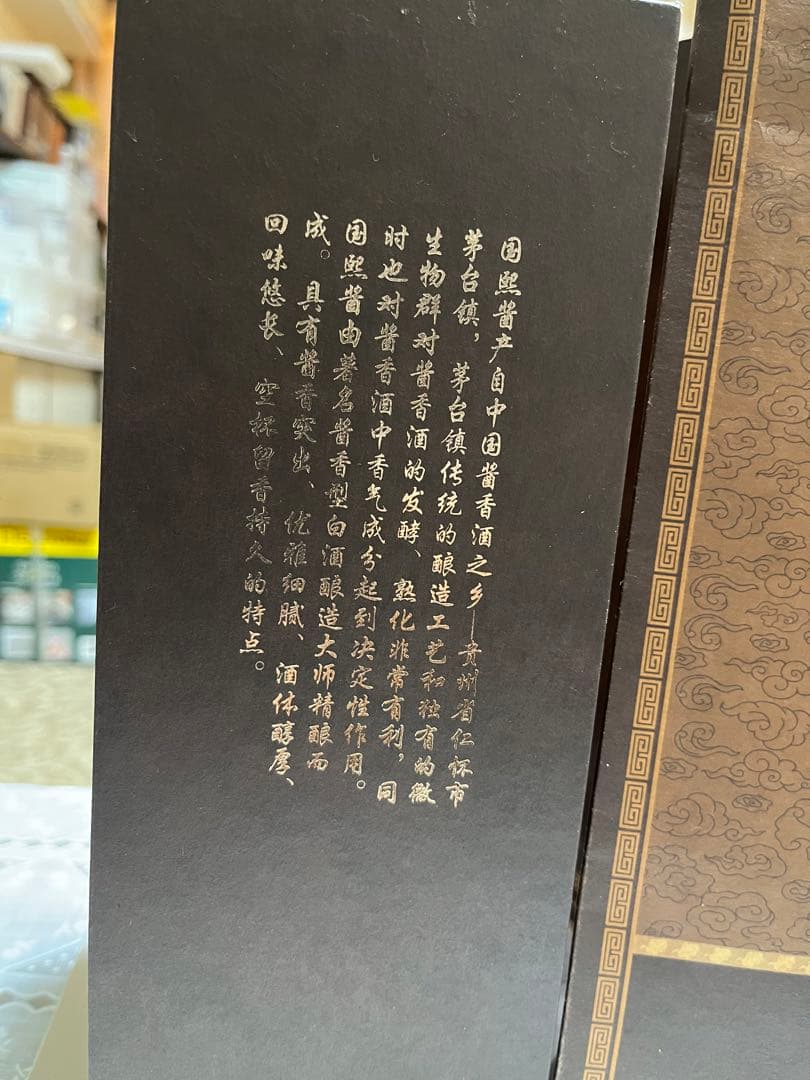 国熙酱产自中国酱香酒之乡—贵州省仁怀市
茅台镇，茅台镇传统的酿造工艺和独有的微
生物群对酱香酒的发酵、熟化非常有利，同
时也对酱香酒中香气成分起到决定性作用。
国熙酱由著名酱香型白酒酿造大师精酿而
成。具有酱香突出、优雅细腻、酒体醇厚、
回味悠长、空杯留香持久的特点。